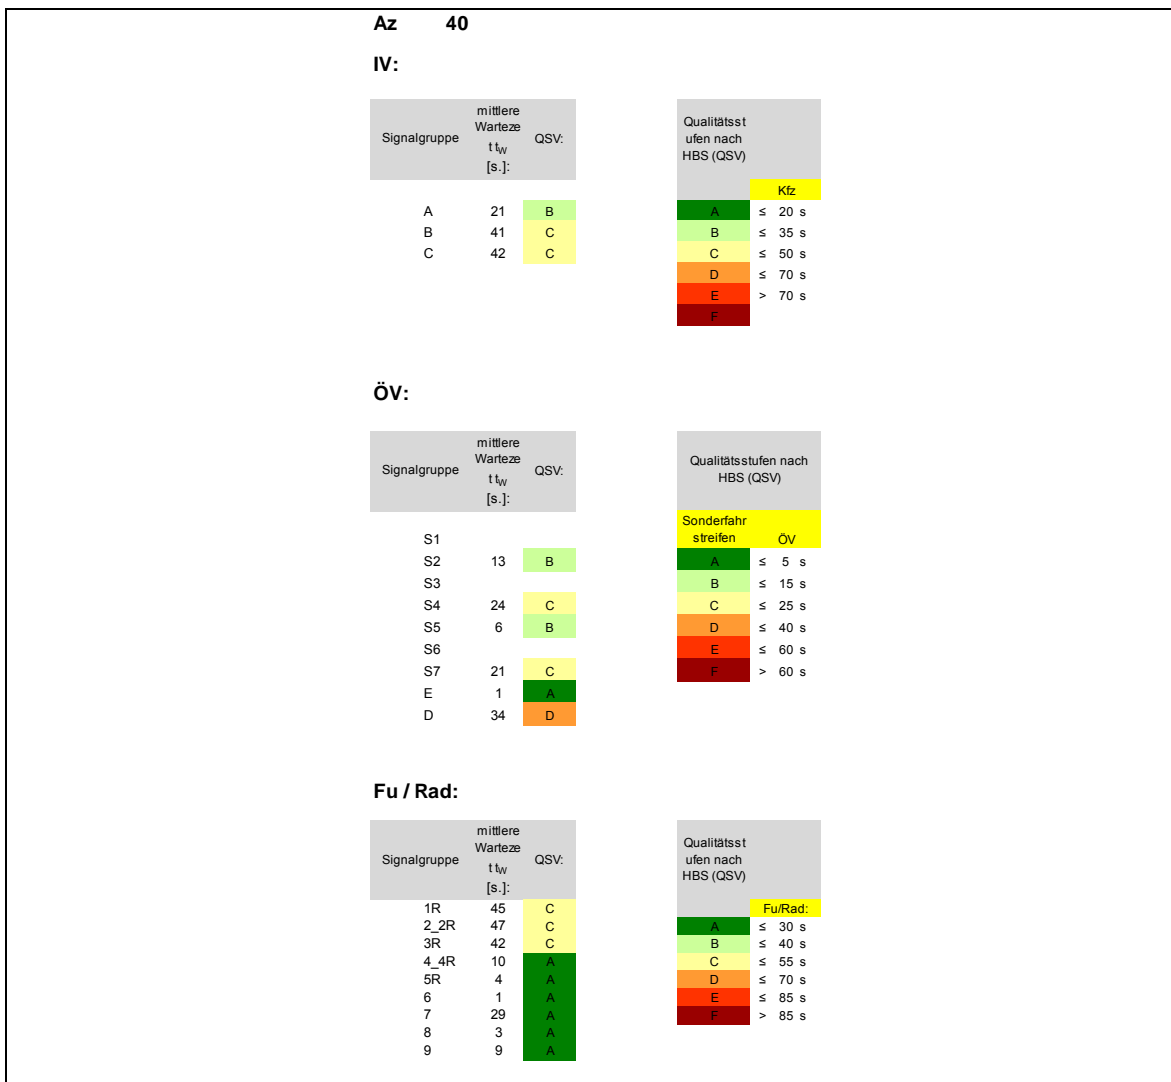 Az 40
IV:
Signalgruppe mittlere Warteze t tW [s.]: QSV:
A 21 B
B 41 C
C 42 C
Qualitätsst
ufen nach
HBS (QSV)
Kfz
A ≤ 20 s
B ≤ 35 s
C ≤ 50 s
D ≤ 70 s
E > 70 s
F
ÖV:
Signalgruppe mittlere Warteze t tW [s.]: QSV:
S1
S2 13 B
S3
S4 24 C
S5 6 B
S6
S7 21 C
E 1 A
D 34 D
Qualitätsstufen nach
HBS (QSV)
Sonderfahr
streifen ÖV
A ≤ 5 s
B ≤ 15 s
C ≤ 25 s
D ≤ 40 s
E ≤ 60 s
F > 60 s
Fu / Rad:
Signalgruppe mittlere Warteze t tW [s.]: QSV:
1R 45 C
2_2R 47 C
3R 42 C
4_4R 10 A
5R 4 A
6 1 A
7 29 A
8 3 A
9 9 A
Qualitätsst
ufen nach
HBS (QSV)
Fu/Rad:
A ≤ 30 s
B ≤ 40 s
C ≤ 55 s
D ≤ 70 s
E ≤ 85 s
F > 85 s